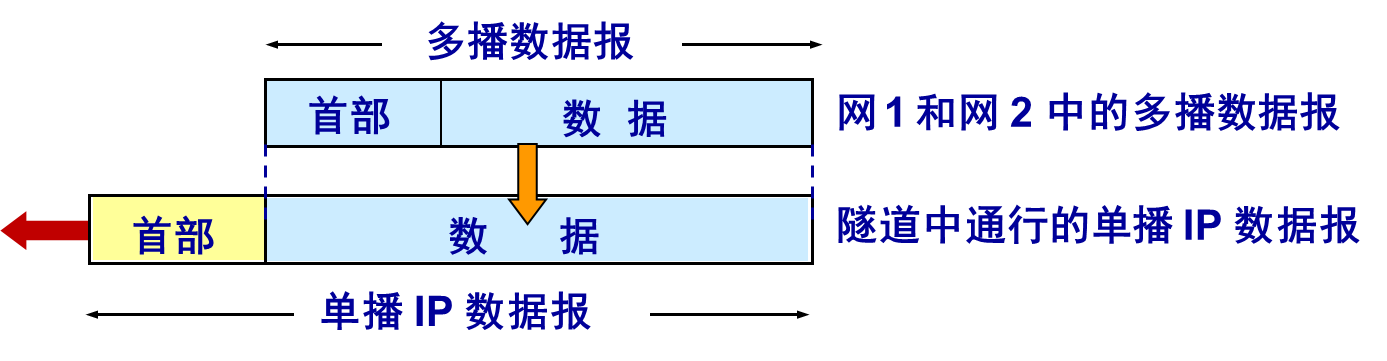 多播数据报
首部 数 据 网 1 和网 2 中的多播数据报
首部 数 据 隧道中通行的单播 IP 数据报
单播 IP 数据报